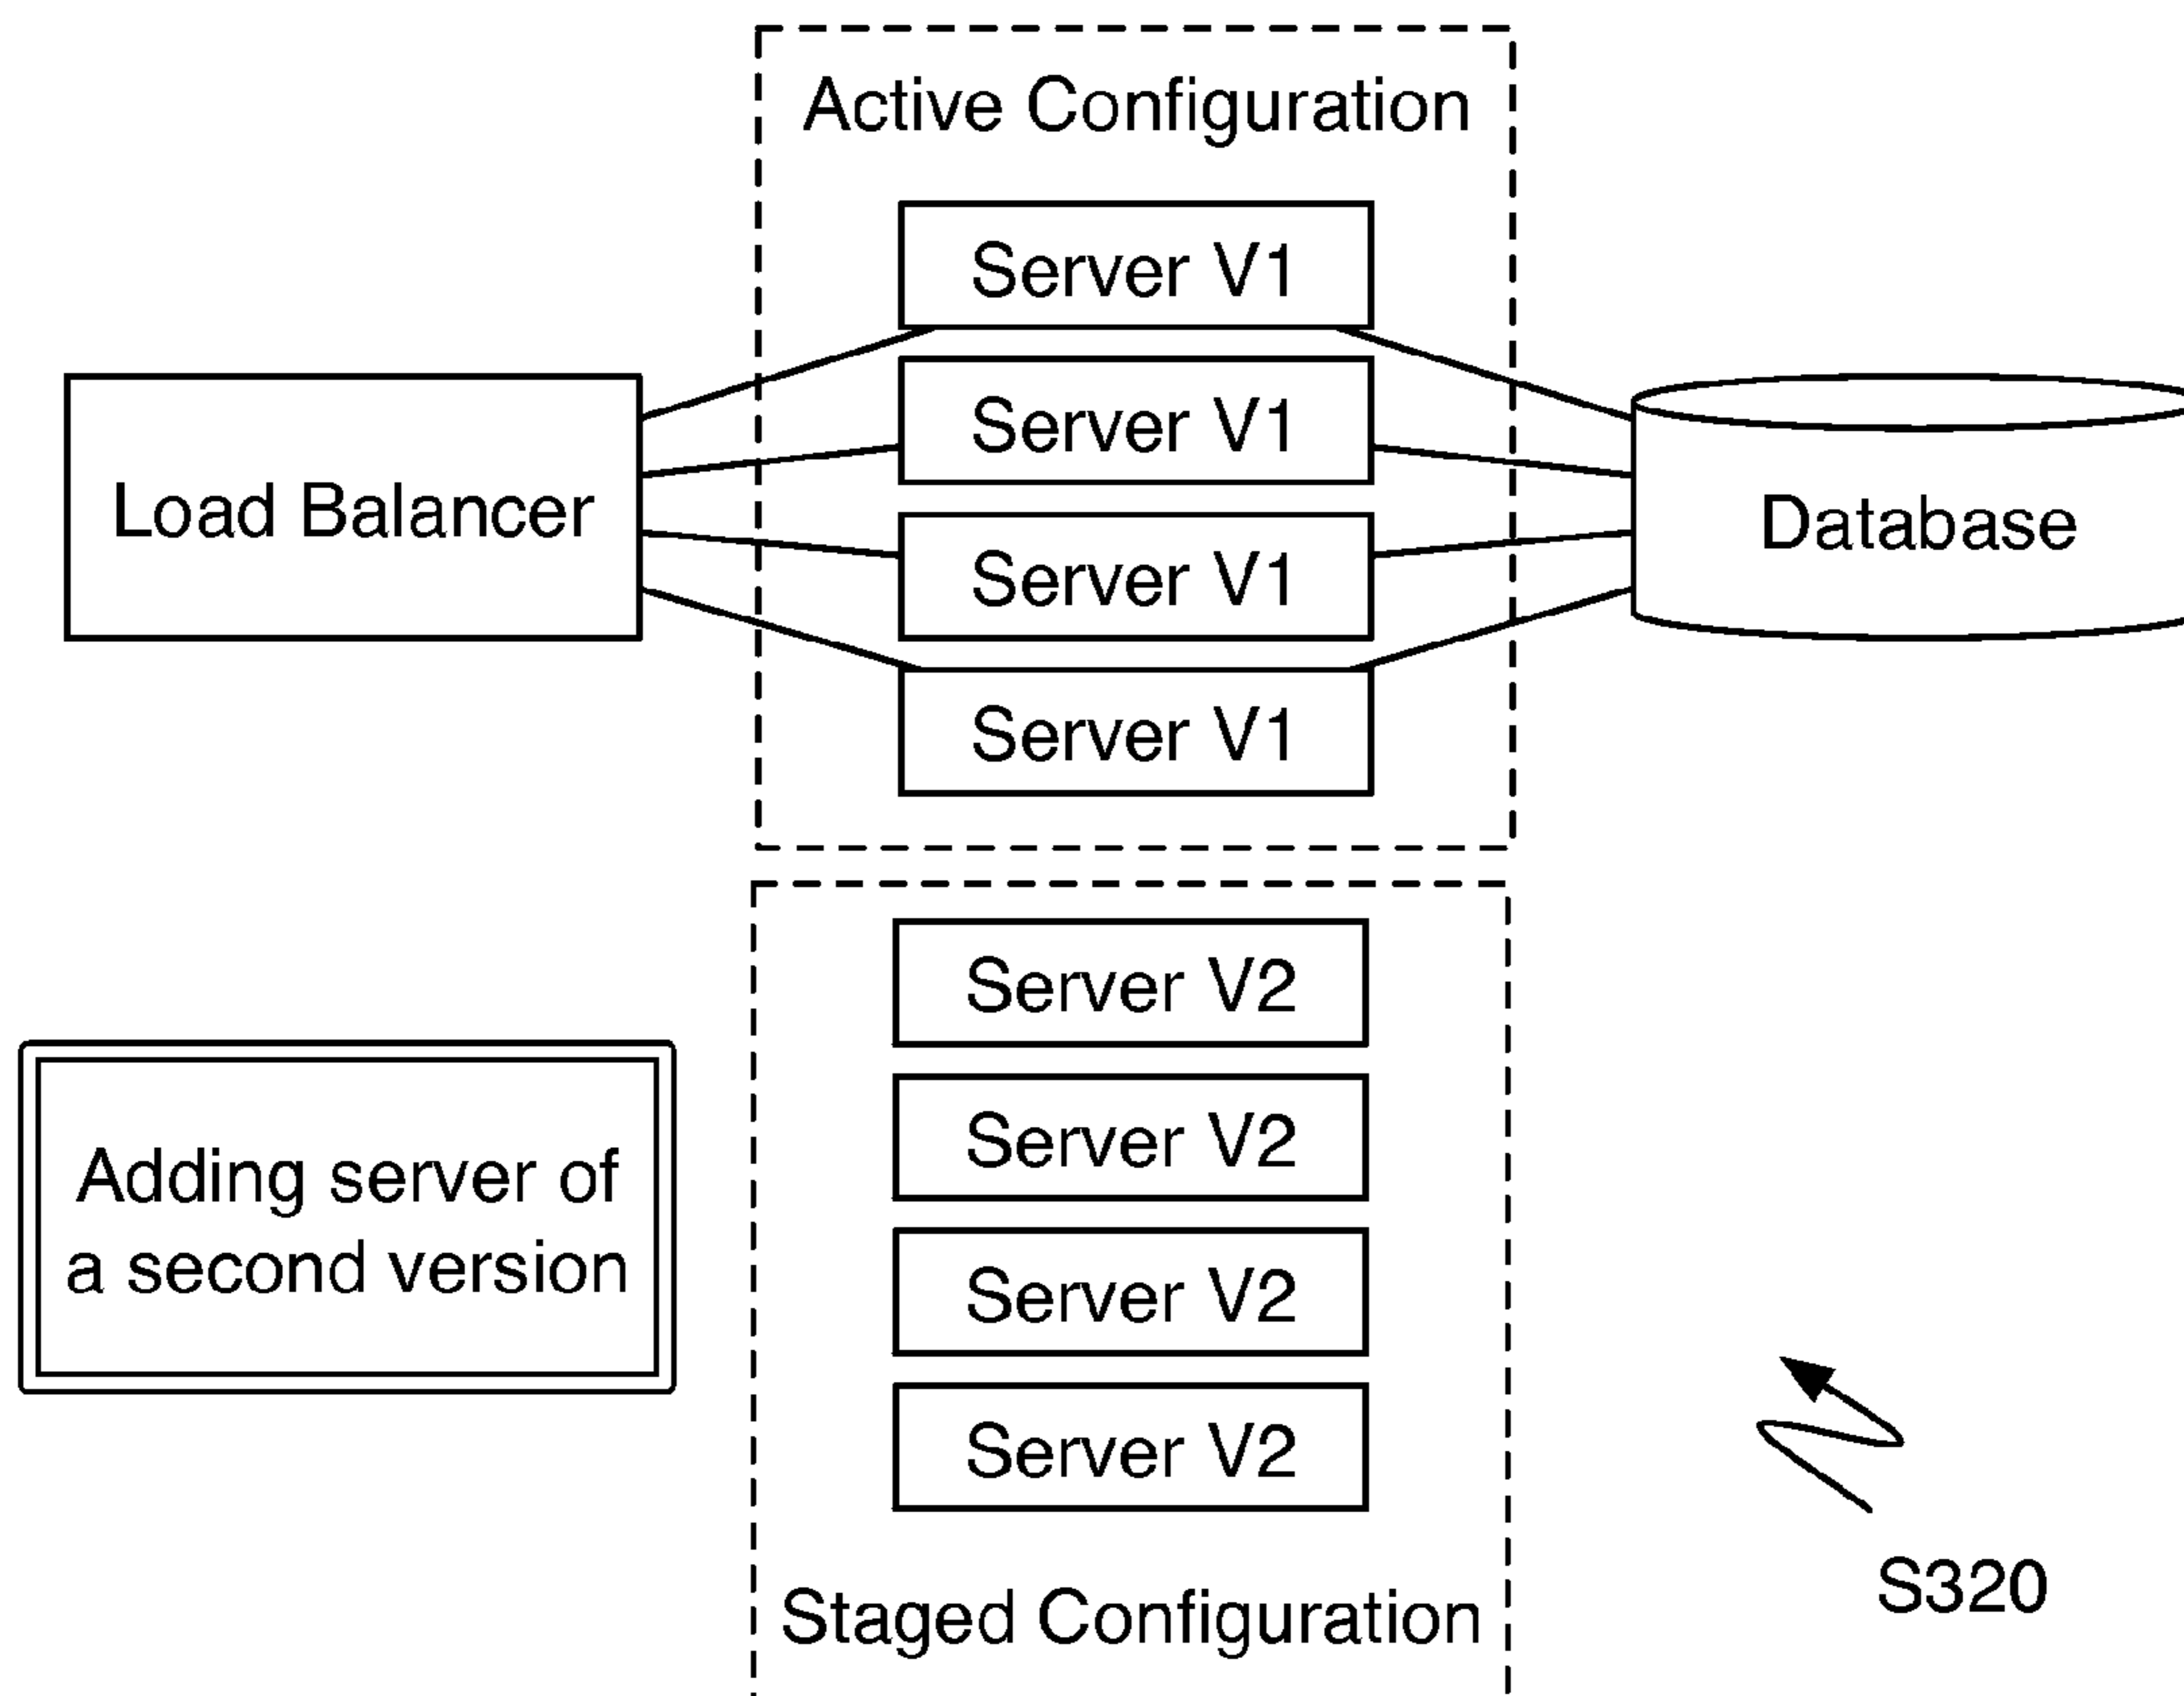 Active Configuration
Server V1
Server V1
Load Balancer
Database
Server V1
Server V1
Server V2
Server V2
Adding server of
a second version
Server V2
Server V2
S320
Staged Configuration